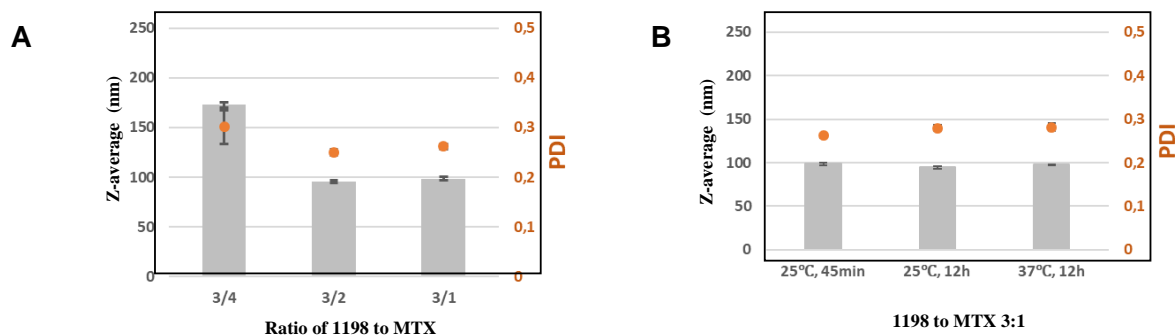 A
250
200
150
100
50
0
Z-average (nm)
0,5
0,4
0,3
0,2
0,1
0
PDI
3/4 3/2 3/1
Ratio of 1198 to MTX
B
250
200
150
100
50
0
Z-average (nm)
0,5
0,4
0,3
0,2
0,1
0
PDI
25°C, 45min 25°C, 12h 37°C, 12h
1198 to MTX 3:1